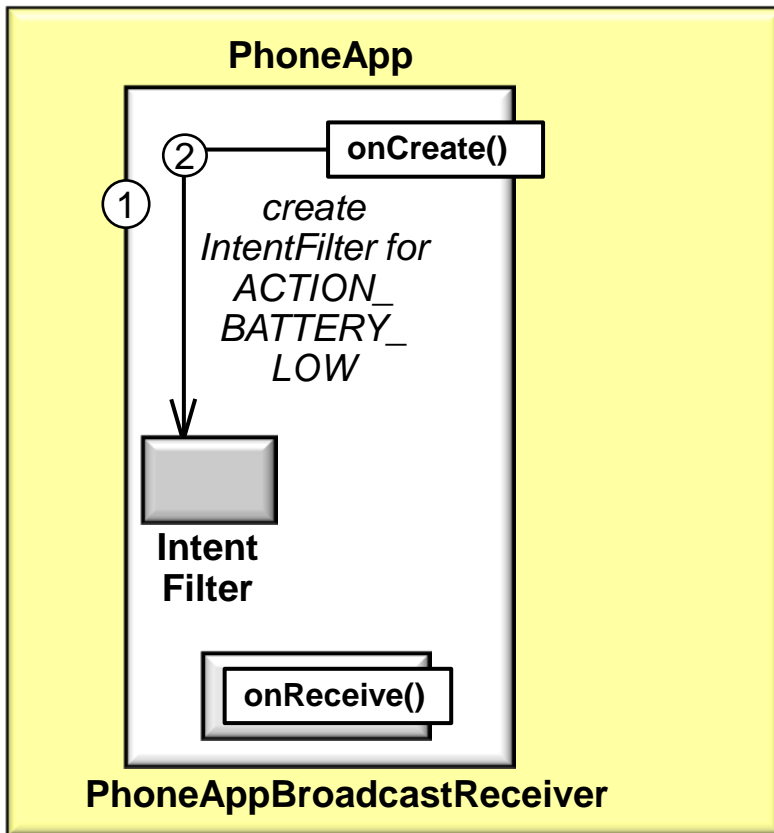 PhoneApp
onCreate()
2
1
create
IntentFilter for
ACTION_
BATTERY_
LOW
Intent
Filter
onReceive()
PhoneAppBroadcastReceiver